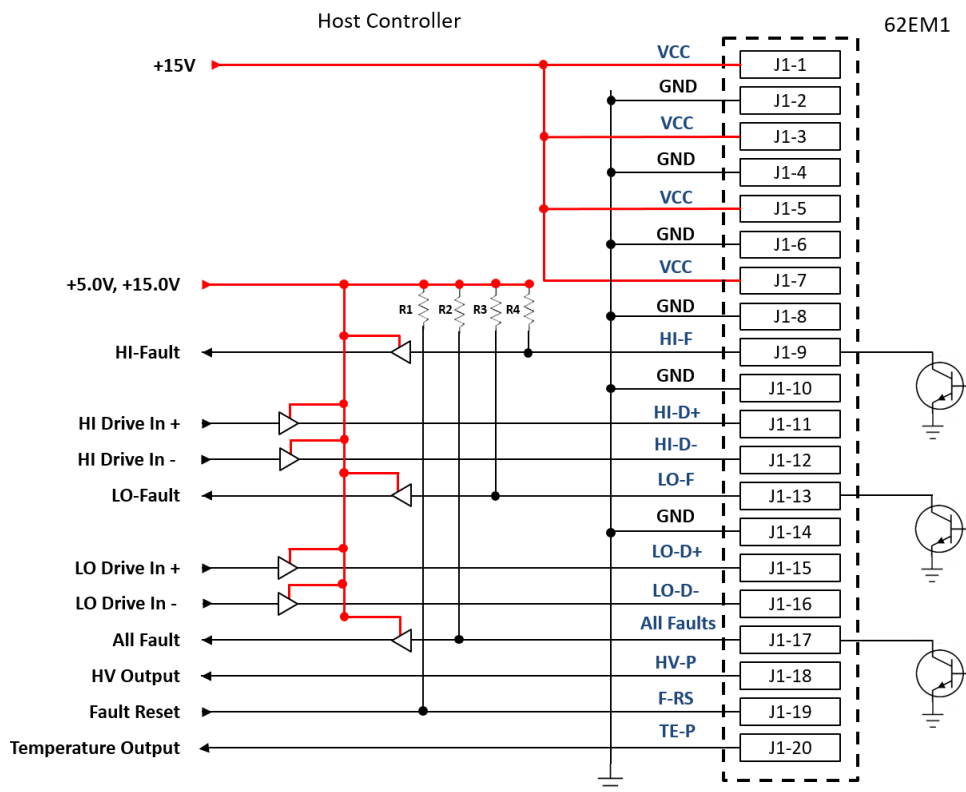 Host Controller
62EM1
+15V
VCC
J1-1
GND
J1-2
VCC
J1-3
GND
J1-4
VCC
J1-5
GND
J1-6
VCC
J1-7
+5.0V, +15.0V
R1
R2
R3
R4
GND
J1-8
HI-Fault
HI-F
J1-9
GND
J1-10
HI Drive In +
HI-D+
J1-11
HI Drive In -
HI-D-
J1-12
LO-Fault
LO-F
J1-13
GND
J1-14
LO Drive In +
LO-D+
J1-15
LO Drive In -
LO-D-
J1-16
All Fault
All Faults
J1-17
HV Output
HV-P
J1-18
Fault Reset
F-RS
J1-19
Temperature Output
TE-P
J1-20